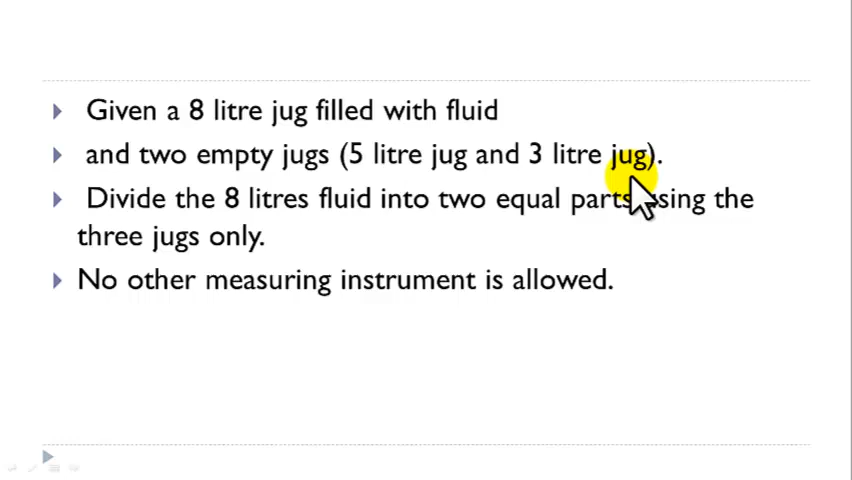 Given a 8 litre jug filled with fluid
and two empty jugs (5 litre jug and 3 litre jug).
Divide the 8 litres fluid into two equal parts using the
three jugs only.
No other measuring instrument is allowed.